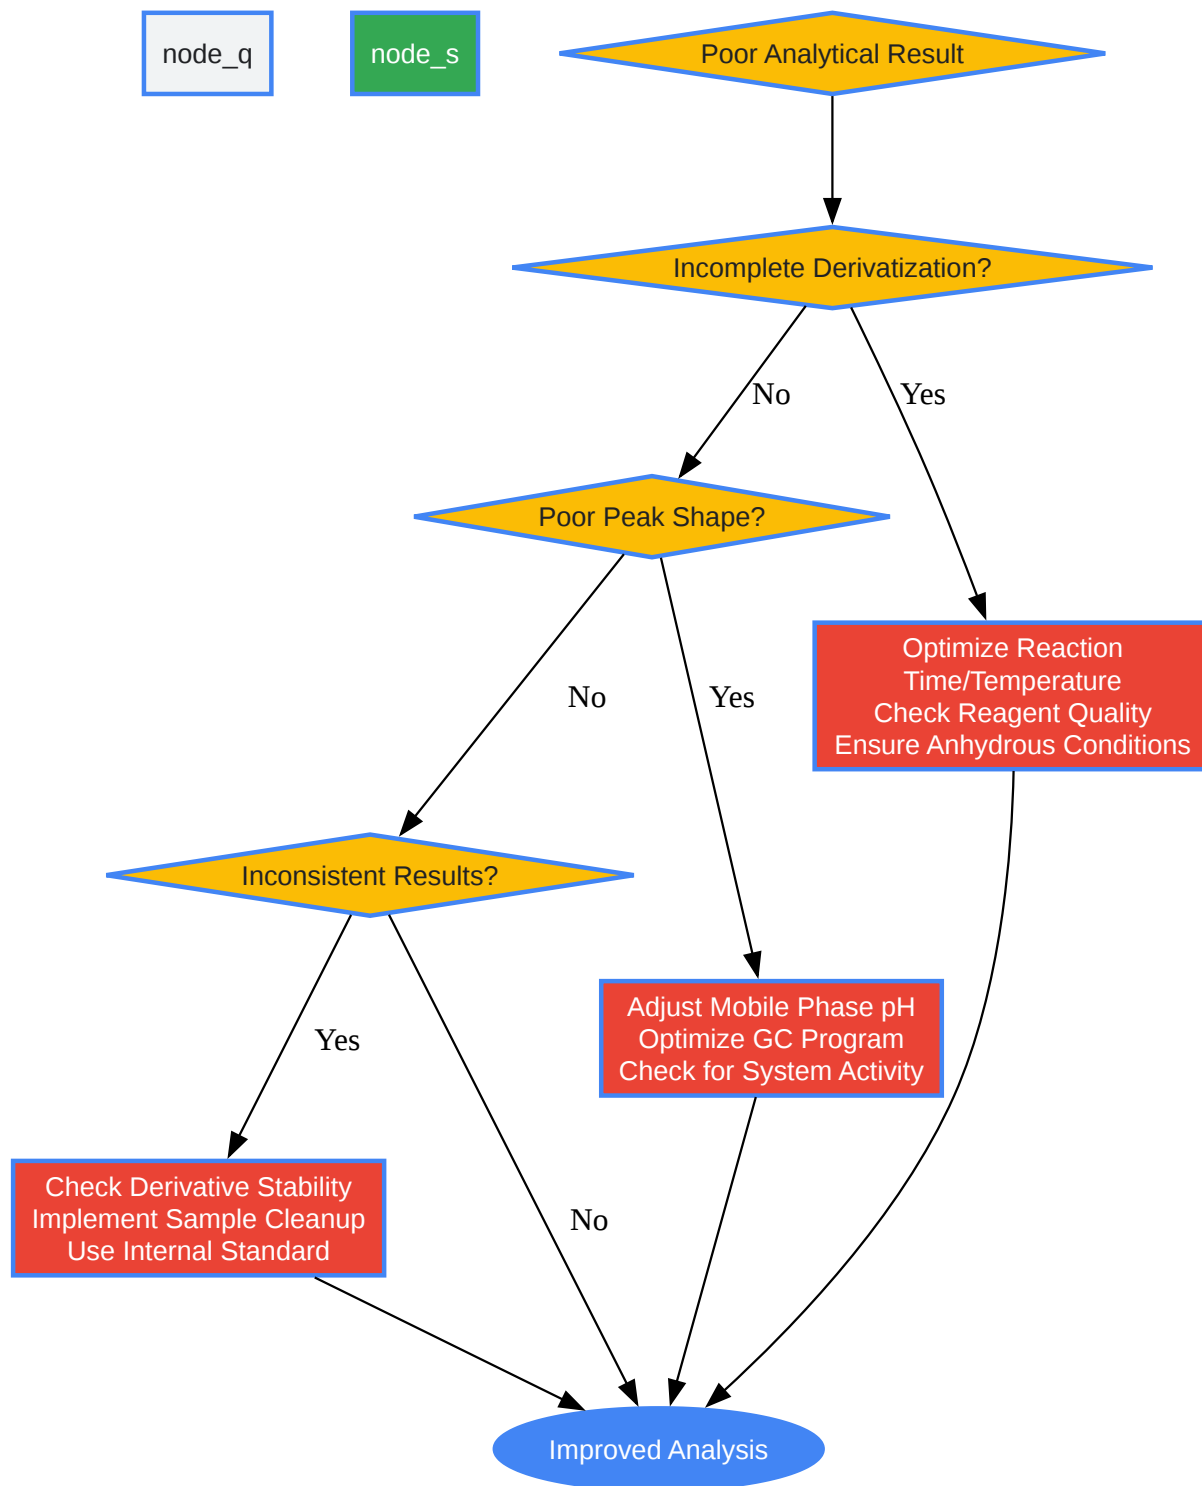 node_q
node_s
Poor Analytical Result
Incomplete Derivatization?
No
Yes
Poor Peak Shape?
Optimize Reaction
Time/Temperature
Check Reagent Quality
Ensure Anhydrous Conditions
No
Yes
Inconsistent Results?
Adjust Mobile Phase pH
Optimize GC Program
Check for System Activity
Yes
Check Derivative Stability
Implement Sample Cleanup
Use Internal Standard
No
Improved Analysis